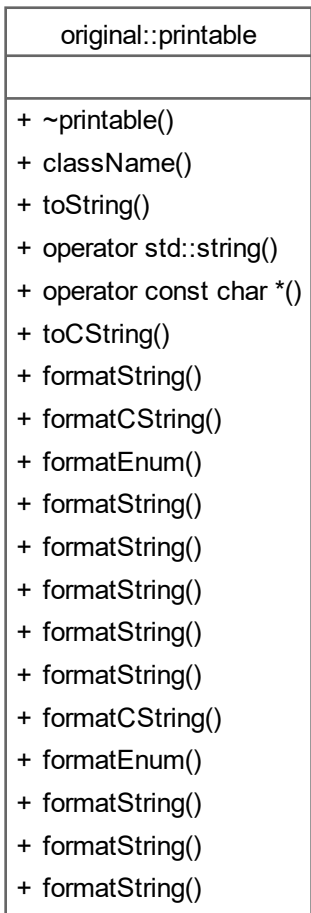 original::printable
+ ~printable()
+ className()
+ toString()
+ operator std::string()
+ operator const char *()
+ toCString()
+ formatString()
+ formatCString()
+ formatEnum()
+ formatString()
+ formatString()
+ formatString()
+ formatString()
+ formatString()
+ formatCString()
+ formatEnum()
+ formatString()
+ formatString()
+ formatString()